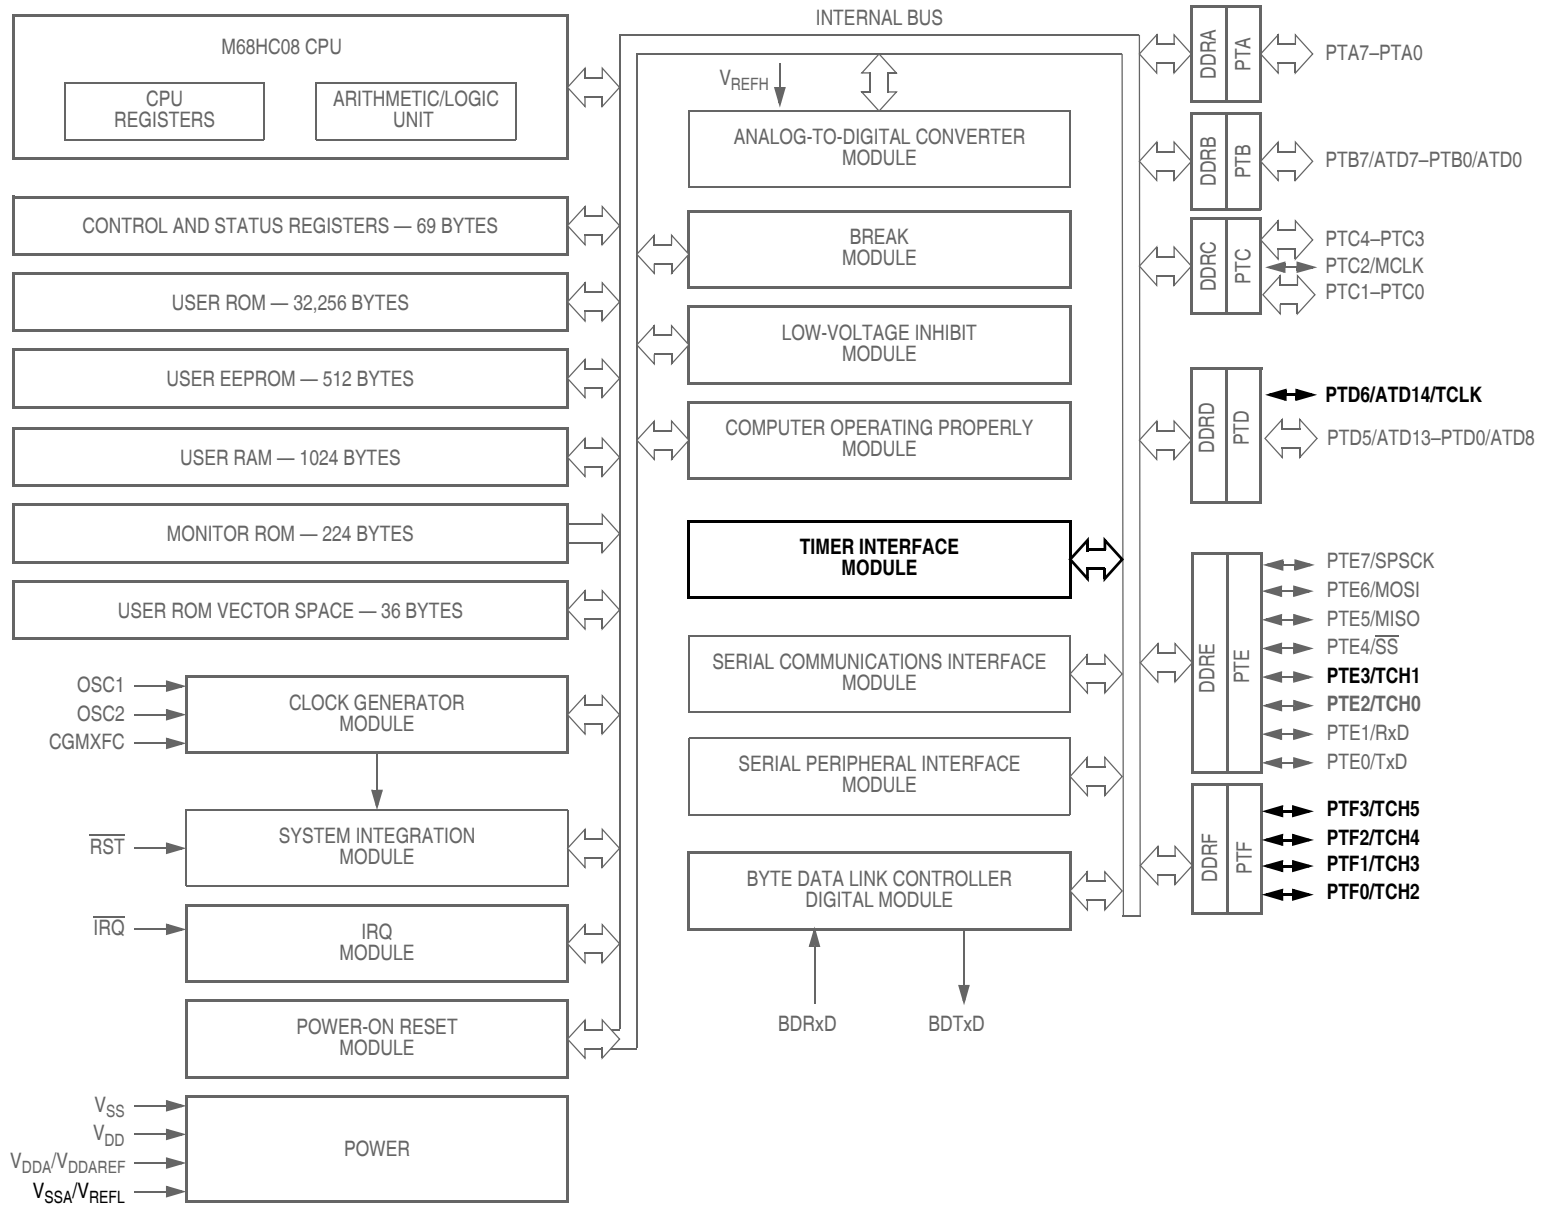 INTERNAL BUS
M68HC08 CPU
CPU
REGISTERS
ARITHMETIC/LOGIC
UNIT
CONTROL AND STATUS REGISTERS — 69 BYTES
USER ROM — 32,256 BYTES
USER EEPROM — 512 BYTES
USER RAM — 1024 BYTES
MONITOR ROM — 224 BYTES
USER ROM VECTOR SPACE — 36 BYTES
OSC1
OSC2
CGMXFC
CLOCK GENERATOR
MODULE
RST
SYSTEM INTEGRATION
MODULE
IRQ
IRQ
MODULE
POWER-ON RESET
MODULE
VSS
VDD
VDDA/VDDAREF
VSSA/VREFL
POWER
VREFH
ANALOG-TO-DIGITAL CONVERTER
MODULE
BREAK
MODULE
LOW-VOLTAGE INHIBIT
MODULE
COMPUTER OPERATING PROPERLY
MODULE
TIMER INTERFACE
MODULE
SERIAL COMMUNICATIONS INTERFACE
MODULE
SERIAL PERIPHERAL INTERFACE
MODULE
BYTE DATA LINK CONTROLLER
DIGITAL MODULE
BDRxD
BDTxD
DDRA
PTA
PTA7–PTA0
DDRB
PTB
PTB7/ATD7–PTB0/ATD0
DDRC
PTC
PTC4–PTC3
PTC2/MCLK
PTC1–PTC0
DDRD
PTD
PTD6/ATD14/TCLK
PTD5/ATD13–PTD0/ATD8
DDRE
PTE
PTE7/SPSCK
PTE6/MOSI
PTE5/MISO
PTE4/SS
PTE3/TCH1
PTE2/TCH0
PTE1/RxD
PTE0/TxD
DDRF
PTF
PTF3/TCH5
PTF2/TCH4
PTF1/TCH3
PTF0/TCH2